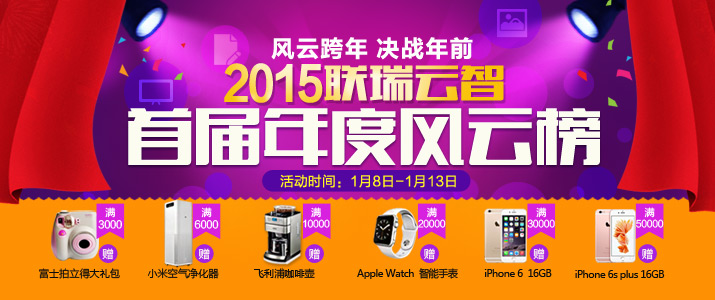 风云跨年 决战年前
2015联瑞云智
首届年度风云榜
活动时间：1月8日-1月13日
满
3000
赠
富士拍立得大礼包
满
6000
赠
小米空气净化器
满
10000
赠
飞利浦咖啡壶
满
20000
赠
Apple Watch 智能手表
满
30000
赠
iPhone 6 16GB
满
50000
赠
iPhone 6s plus 16GB